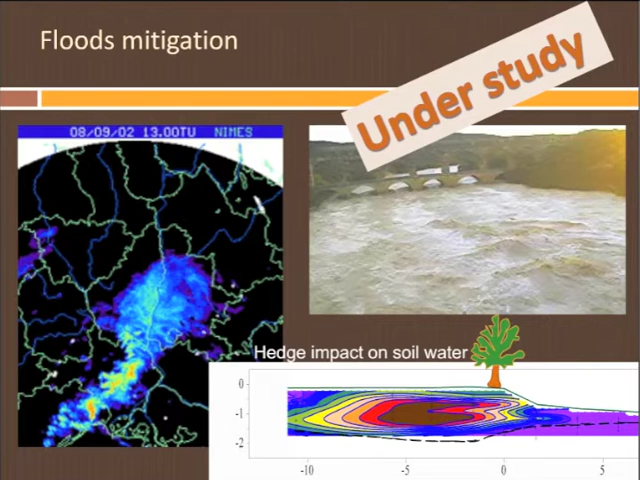 Floods mitigation
Under study
08/09/02 13.00TU NIMES
Hedge impact on soil water
0
-1
-2
-10 -5 0 5